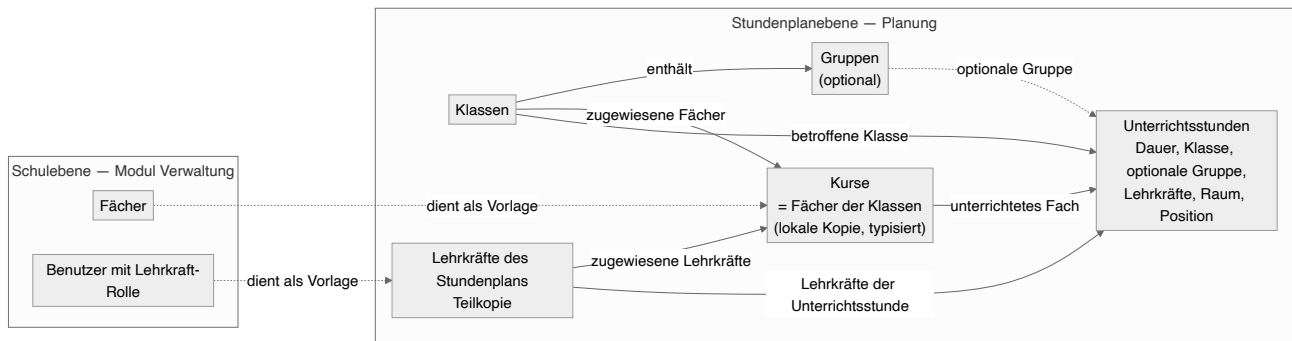 Stundenplanebene — Planung
Gruppen
(optional)
enthält
optionale Gruppe
Klassen
zugewiesene Fächer
betroffene Klasse
Unterrichtsstunden
Dauer, Klasse,
optionale Gruppe,
Lehrkräfte, Raum,
Position
Schulebene — Modul Verwaltung
Fächer
dient als Vorlage
Kurse
= Fächer der Klassen
(lokale Kopie, typisiert)
unterrichtetes Fach
Benutzer mit Lehrkraft-
Rolle
dient als Vorlage
Lehrkräfte des
Stundenplans
Teilkopie
zugewiesene Lehrkräfte
Lehrkräfte der
Unterrichtsstunde